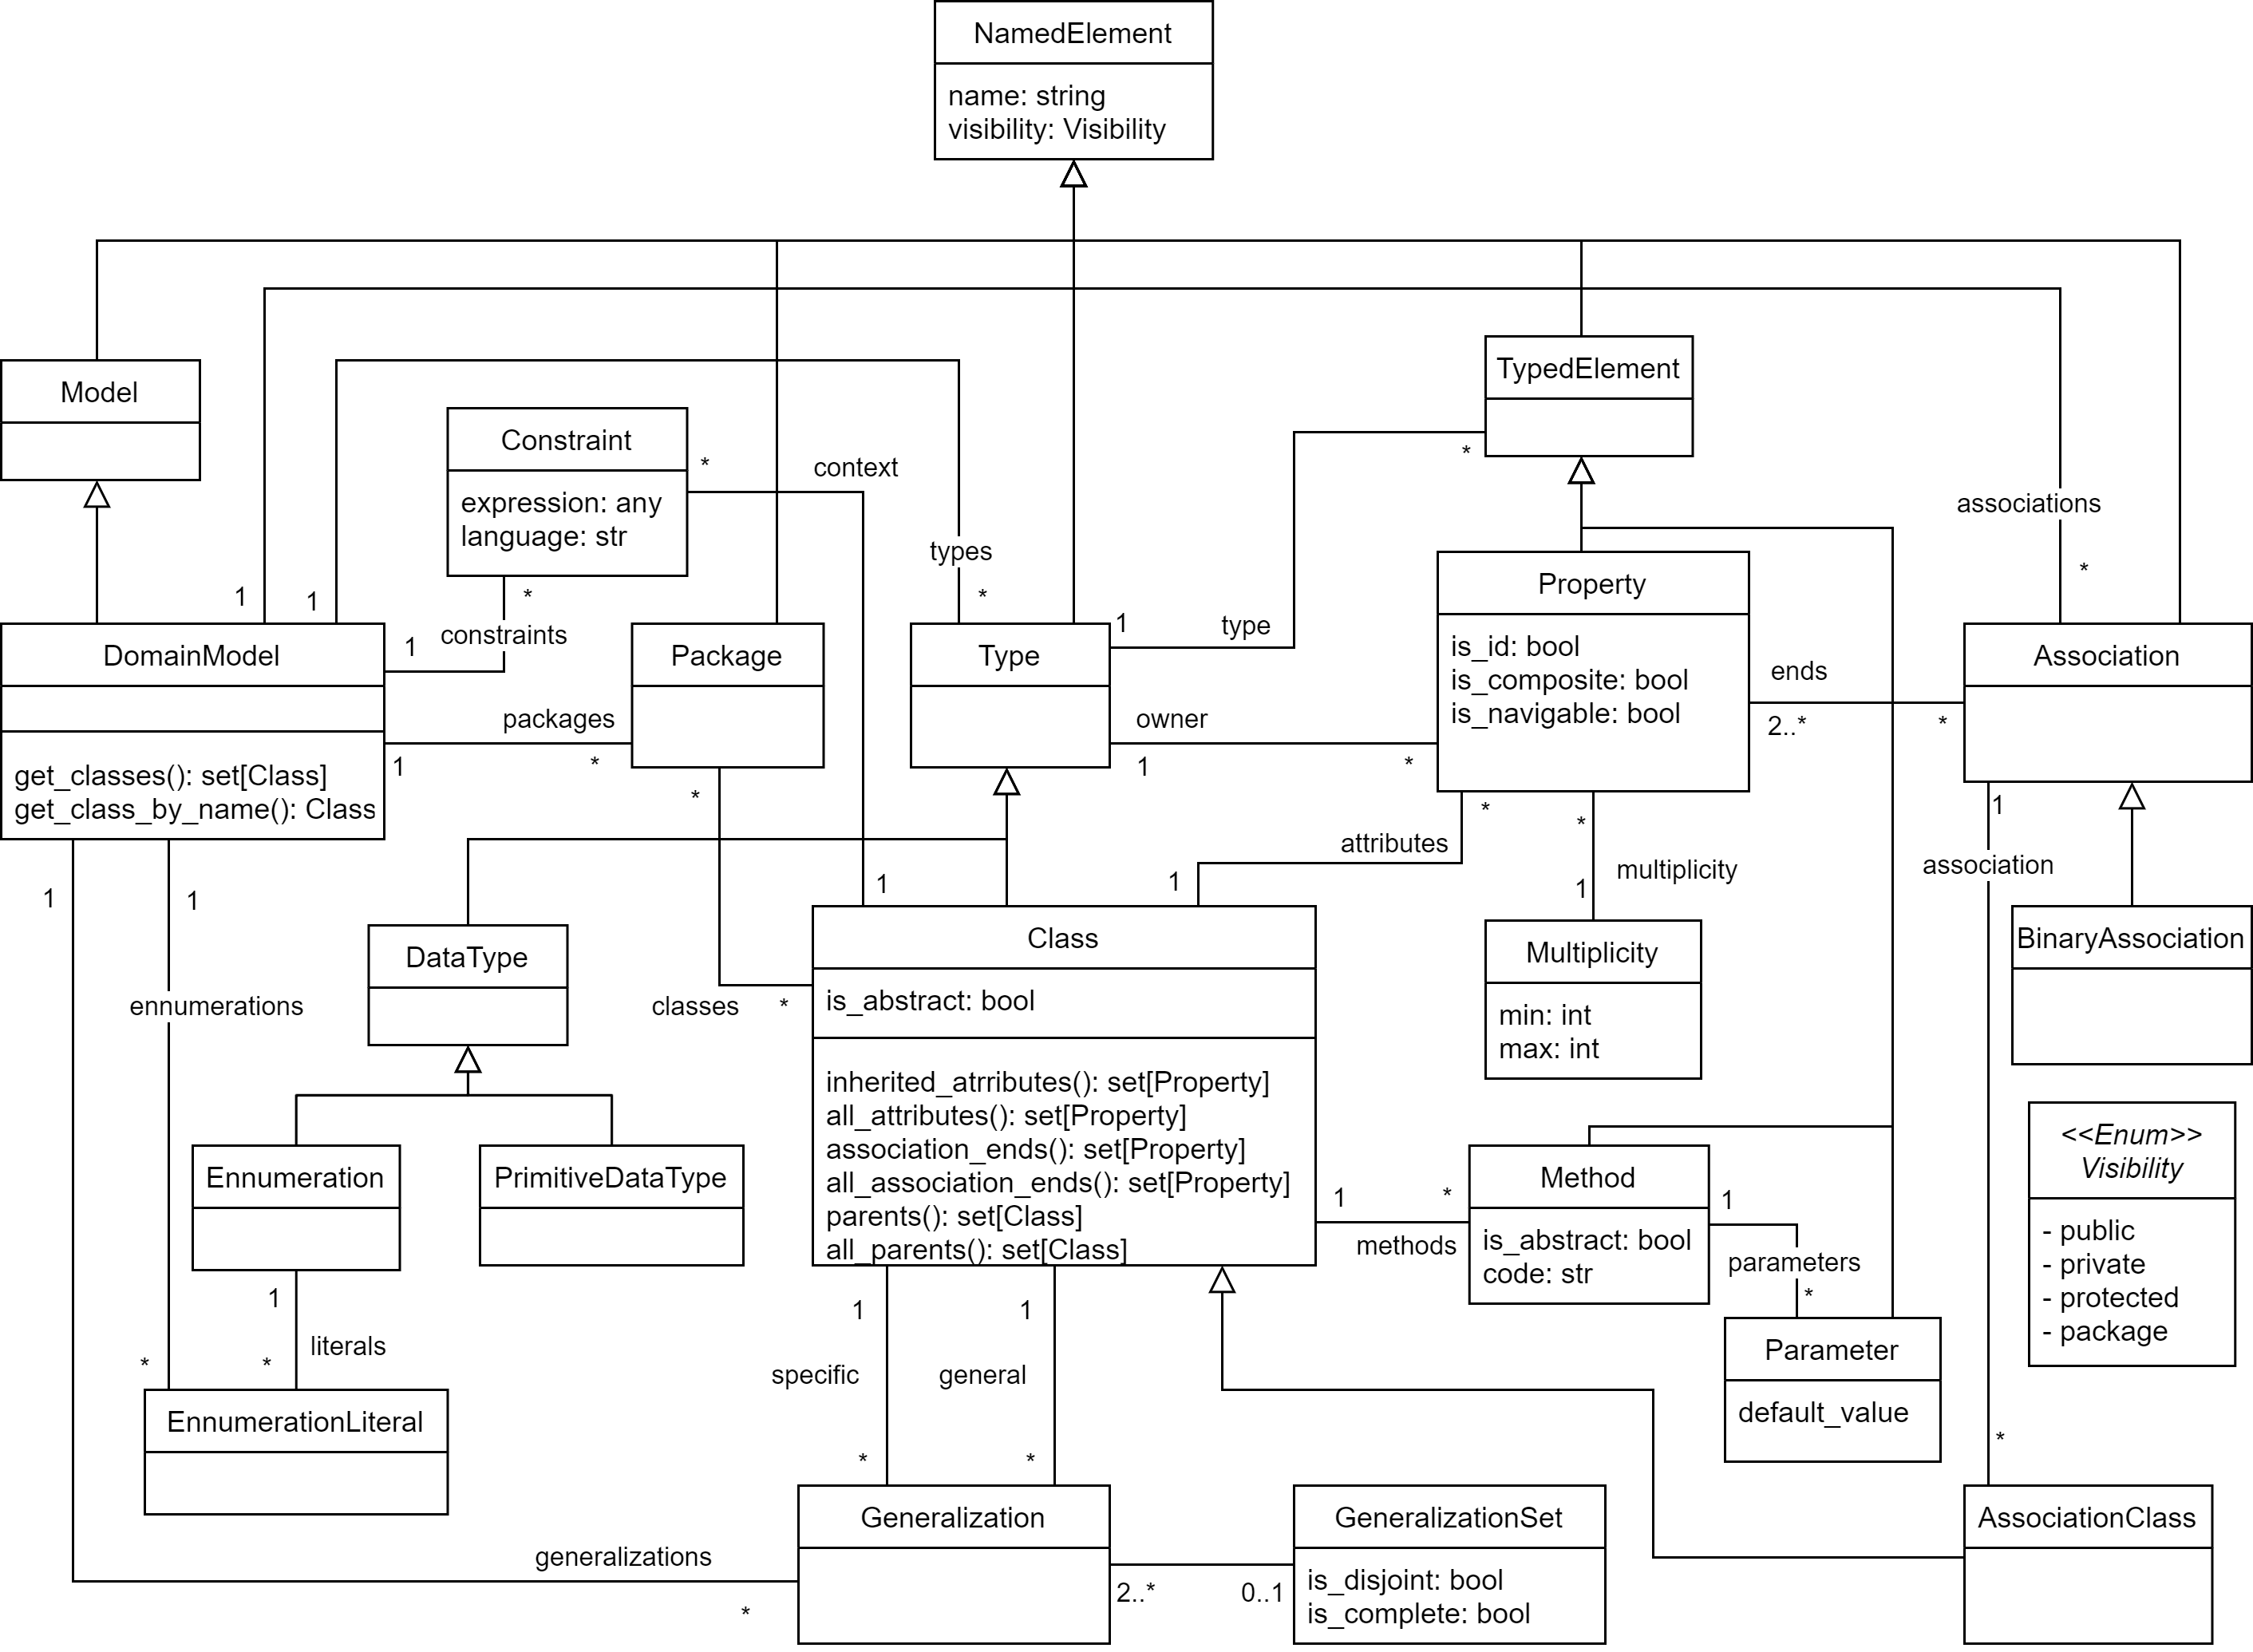 NamedElement
name: string
visibility: Visibility
Model
TypedElement
Constraint
expression: any
language: str
*
context
*
associations
*
types
*
1
1
*
constraints
1
type
1
Property
is_id: bool
is_composite: bool
is_navigable: bool
DomainModel
get_classes(): set[Class]
get_class_by_name(): Class
1
packages
1
*
Package
*
Type
owner
1
*
ends
2..*
*
Association
1
association
*
attributes
1
*
multiplicity
1
1
1
1
ennumerations
DataType
classes
*
Class
is_abstract: bool
inherited_atrributes(): set[Property]
all_attributes(): set[Property]
association_ends(): set[Property]
all_association_ends(): set[Property]
parents(): set[Class]
all_parents(): set[Class]
Multiplicity
min: int
max: int
BinaryAssociation
<<Enum>>
Visibility
- public
- private
- protected
- package
Ennumeration
PrimitiveDataType
1
*
methods
Method
is_abstract: bool
code: str
1
parameters
*
Parameter
default_value
1
literals
*
*
EnnumerationLiteral
1
specific
*
1
general
*
*
Generalization
generalizations
*
2..*
0..1
GeneralizationSet
is_disjoint: bool
is_complete: bool
AssociationClass